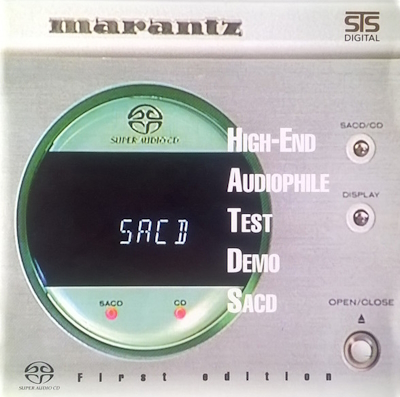 marantz
STS
DIGITAL
SUPER AUDIO CD
SACD/CD
HIGH-END
AUDIOPHILE
TEST
DEMO
SACD
DISPLAY
SACD
SACD
CD
OPEN/CLOSE
SUPER AUDIO CD
First edition